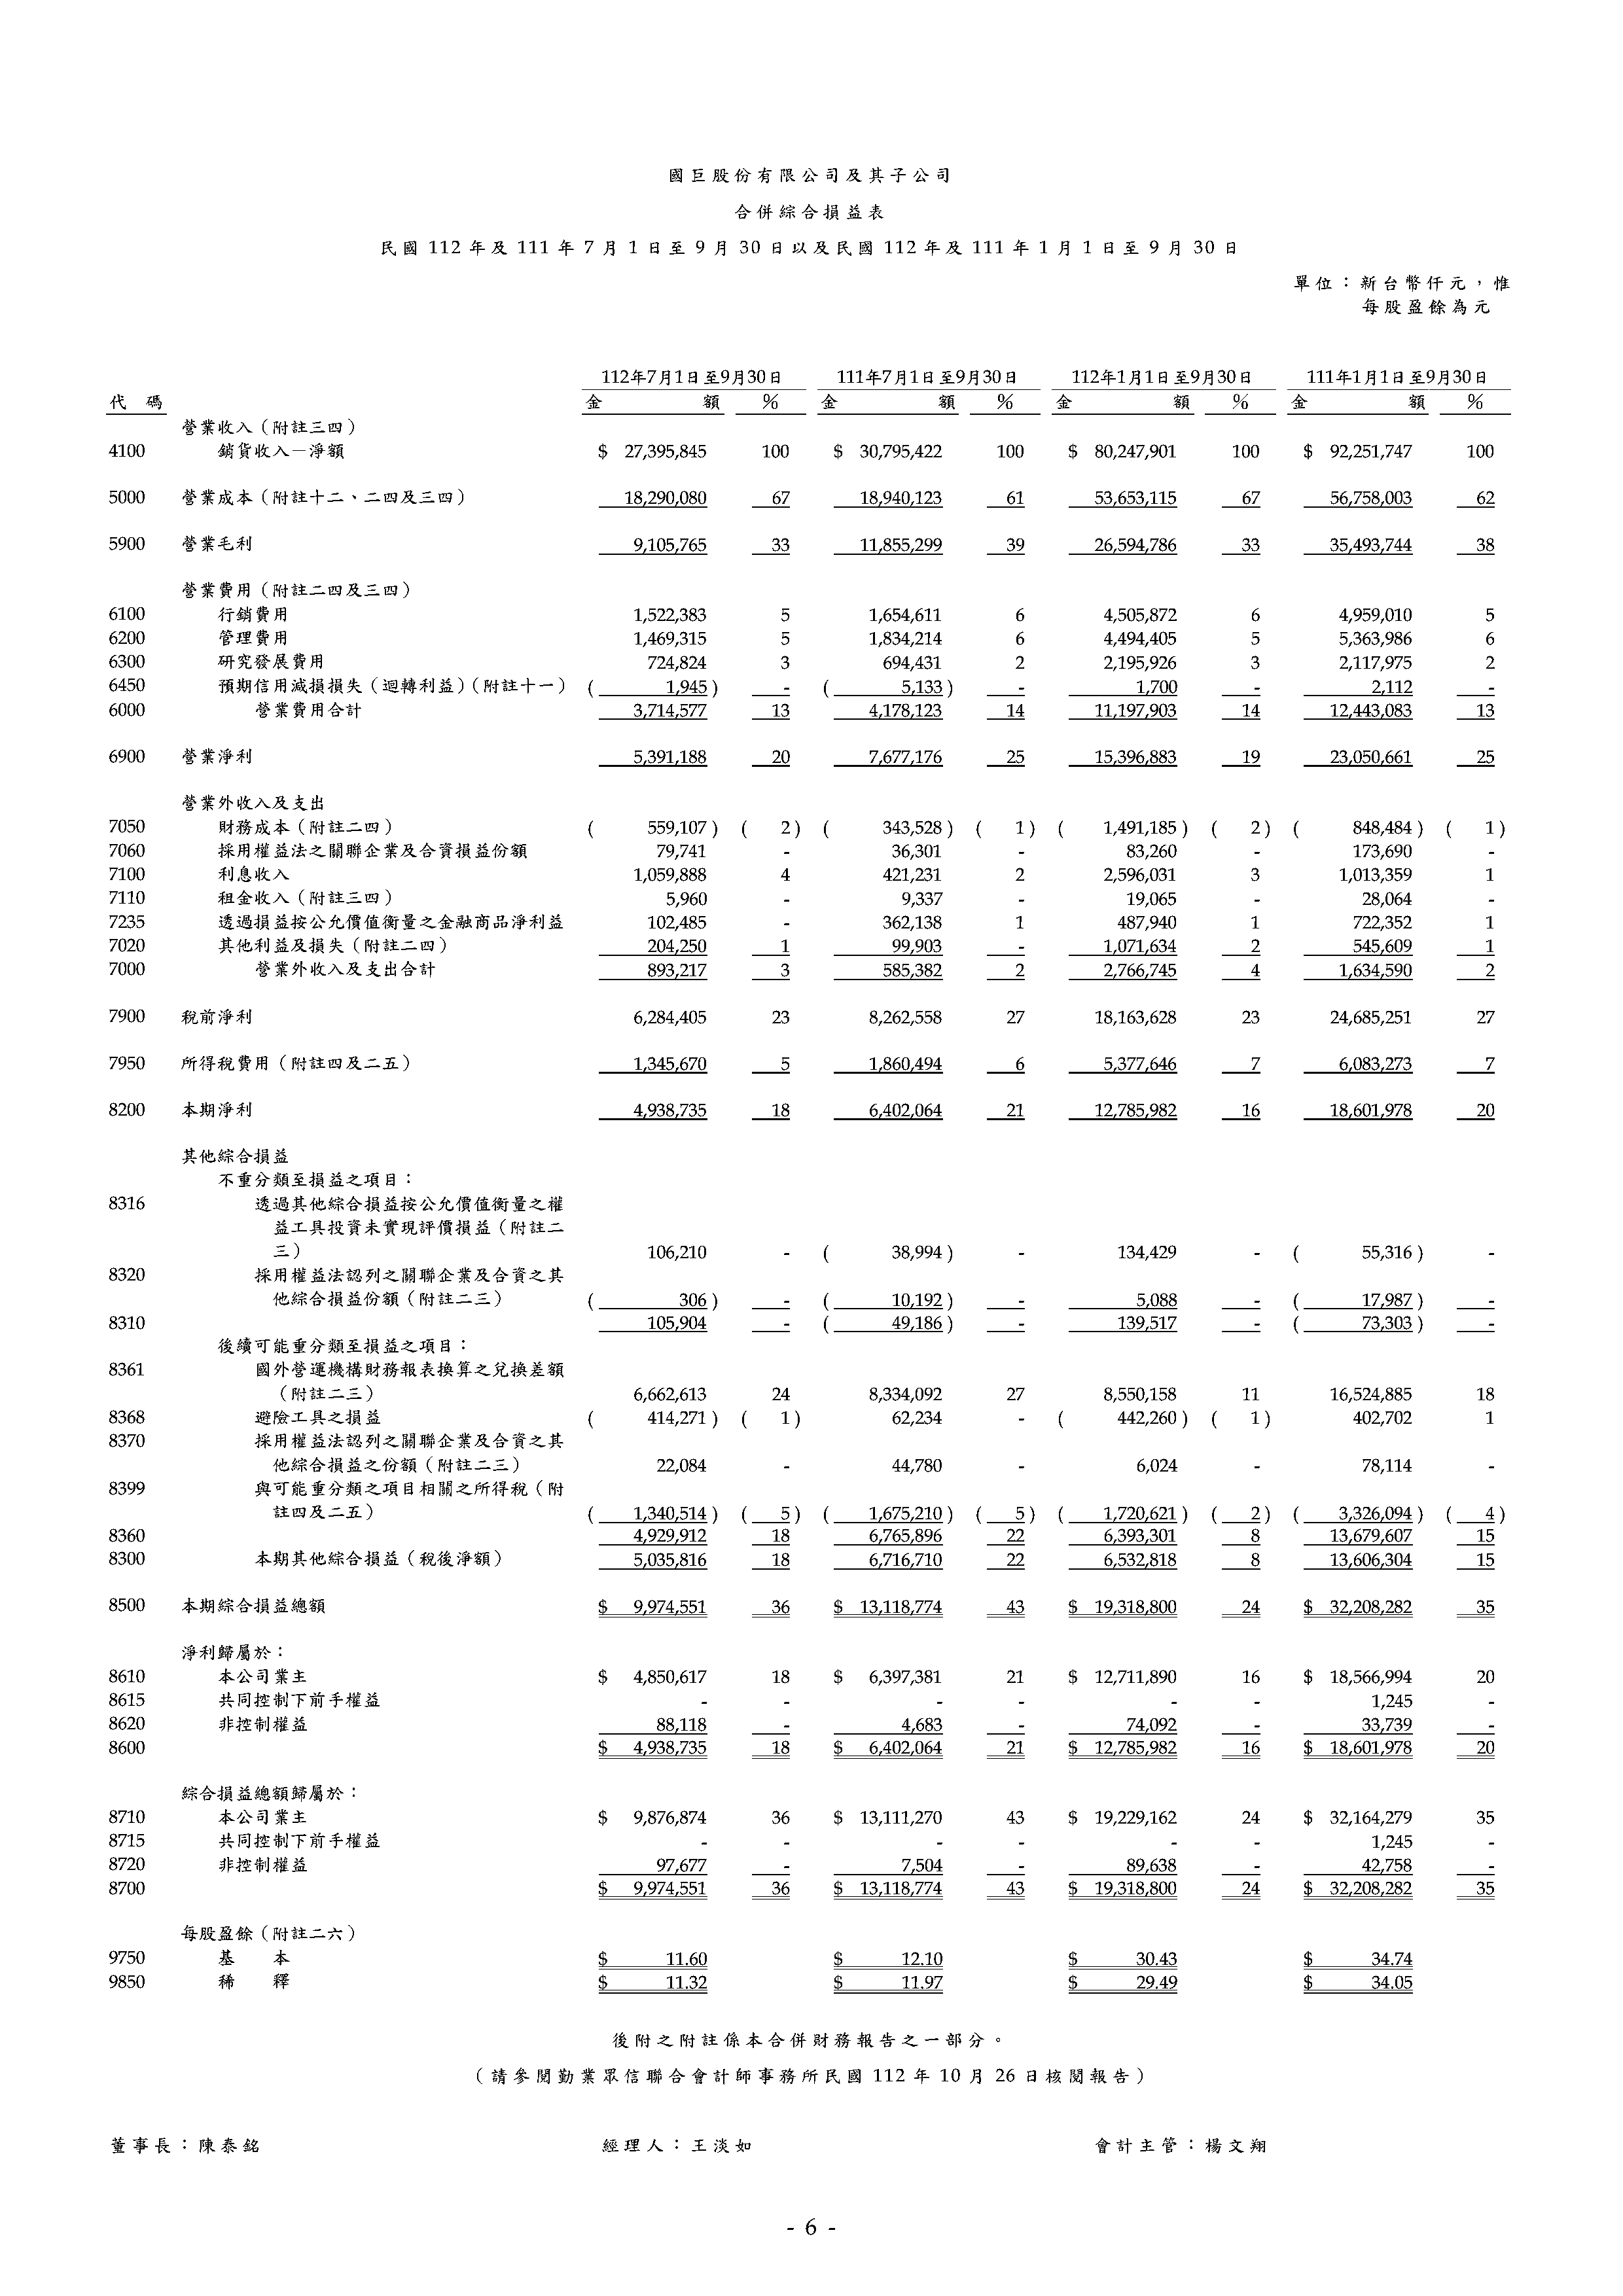 國巨股份有限公司及其子公司
合併綜合損益表
民國 112 年及 111 年 7 月 1 日至 9 月 30 日以及民國 112 年及 111 年 1 月 1 日至 9 月 30 日
單位：新台幣仟元，惟
每股盈餘為元
112年7月1日至9月30日 111年7月1日至9月30日 112年1月1日至9月30日 111年1月1日至9月30日
代 碼 金 額 % 金 額 % 金 額 % 金 額 %
營業收入（附註三四）
4100 銷貨收入－淨額 $ 27,395,845 100 $ 30,795,422 100 $ 80,247,901 100 $ 92,251,747 100
5000 營業成本（附註十二、二四及三四） 18,290,080 67 18,940,123 61 53,653,115 67 56,758,003 62
5900 營業毛利 9,105,765 33 11,855,299 39 26,594,786 33 35,493,744 38
營業費用（附註二四及三四）
6100 行銷費用 1,522,383 5 1,654,611 6 4,505,872 6 4,959,010 5
6200 管理費用 1,469,315 5 1,834,214 6 4,494,405 5 5,363,986 6
6300 研究發展費用 724,824 3 694,431 2 2,195,926 3 2,117,975 2
6450 預期信用減損損失（迴轉利益）（附註十一） ( 1,945 ) - ( 5,133 ) - 1,700 - 2,112 -
6000 營業費用合計 3,714,577 13 4,178,123 14 11,197,903 14 12,443,083 13
6900 營業淨利 5,391,188 20 7,677,176 25 15,396,883 19 23,050,661 25
營業外收入及支出
7050 財務成本（附註二四） ( 559,107 ) ( 2 ) ( 343,528 ) ( 1 ) ( 1,491,185 ) ( 2 ) ( 848,484 ) ( 1 )
7060 採用權益法之關聯企業及合資損益份額 79,741 - 36,301 - 83,260 - 173,690 -
7100 利息收入 1,059,888 4 421,231 2 2,596,031 3 1,013,359 1
7110 租金收入（附註三四） 5,960 - 9,337 - 19,065 - 28,064 -
7235 透過損益按公允價值衡量之金融商品淨利益 102,485 - 362,138 1 487,940 1 722,352 1
7020 其他利益及損失（附註二四） 204,250 1 99,903 - 1,071,634 2 545,609 1
7000 營業外收入及支出合計 893,217 3 585,382 2 2,766,745 4 1,634,590 2
7900 稅前淨利 6,284,405 23 8,262,558 27 18,163,628 23 24,685,251 27
7950 所得稅費用（附註四及二五） 1,345,670 5 1,860,494 6 5,377,646 7 6,083,273 7
8200 本期淨利 4,938,735 18 6,402,064 21 12,785,982 16 18,601,978 20
其他綜合損益
不重分類至損益之項目：
8316 透過其他綜合損益按公允價值衡量之權
益工具投資未實現評價損益（附註二
三） 106,210 - ( 38,994 ) - 134,429 - ( 55,316 ) -
8320 採用權益法認列之關聯企業及合資之其
他綜合損益份額（附註二三） ( 306 ) - ( 10,192 ) - 5,088 - ( 17,987 ) -
8310 105,904 - ( 49,186 ) - 139,517 - ( 73,303 ) -
後續可能重分類至損益之項目：
8361 國外營運機構財務報表換算之兌換差額
（附註二三） 6,662,613 24 8,334,092 27 8,550,158 11 16,524,885 18
8368 避險工具之損益 ( 414,271 ) ( 1 ) 62,234 - ( 442,260 ) ( 1 ) 402,702 1
8370 採用權益法認列之關聯企業及合資之其
他綜合損益之份額（附註二三） 22,084 - 44,780 - 6,024 - 78,114 -
8399 與可能重分類之項目相關之所得稅（附
註四及二五） ( 1,340,514 ) ( 5 ) ( 1,675,210 ) ( 5 ) ( 1,720,621 ) ( 2 ) ( 3,326,094 ) ( 4 )
8360 4,929,912 18 6,765,896 22 6,393,301 8 13,679,607 15
8300 本期其他綜合損益（稅後淨額） 5,035,816 18 6,716,710 22 6,532,818 8 13,606,304 15
8500 本期綜合損益總額 $ 9,974,551 36 $ 13,118,774 43 $ 19,318,800 24 $ 32,208,282 35
淨利歸屬於：
8610 本公司業主 $ 4,850,617 18 $ 6,397,381 21 $ 12,711,890 16 $ 18,566,994 20
8615 共同控制下前手權益 - - - - - - 1,245 -
8620 非控制權益 88,118 - 4,683 - 74,092 - 33,739 -
8600 $ 4,938,735 18 $ 6,402,064 21 $ 12,785,982 16 $ 18,601,978 20
綜合損益總額歸屬於：
8710 本公司業主 $ 9,876,874 36 $ 13,111,270 43 $ 19,229,162 24 $ 32,164,279 35
8715 共同控制下前手權益 - - - - - - 1,245 -
8720 非控制權益 97,677 - 7,504 - 89,638 - 42,758 -
8700 $ 9,974,551 36 $ 13,118,774 43 $ 19,318,800 24 $ 32,208,282 35
每股盈餘（附註二六）
9750 基 本 $ 11.60 $ 12.10 $ 30.43 $ 34.74
9850 稀 釋 $ 11.32 $ 11.97 $ 29.49 $ 34.05
後附之附註係本合併財務報告之一部分。
（請參閱勤業眾信聯合會計師事務所民國 112 年 10 月 26 日核閱報告）
董事長：陳泰銘 經理人：王淡如 會計主管：楊文翔
- 6 -